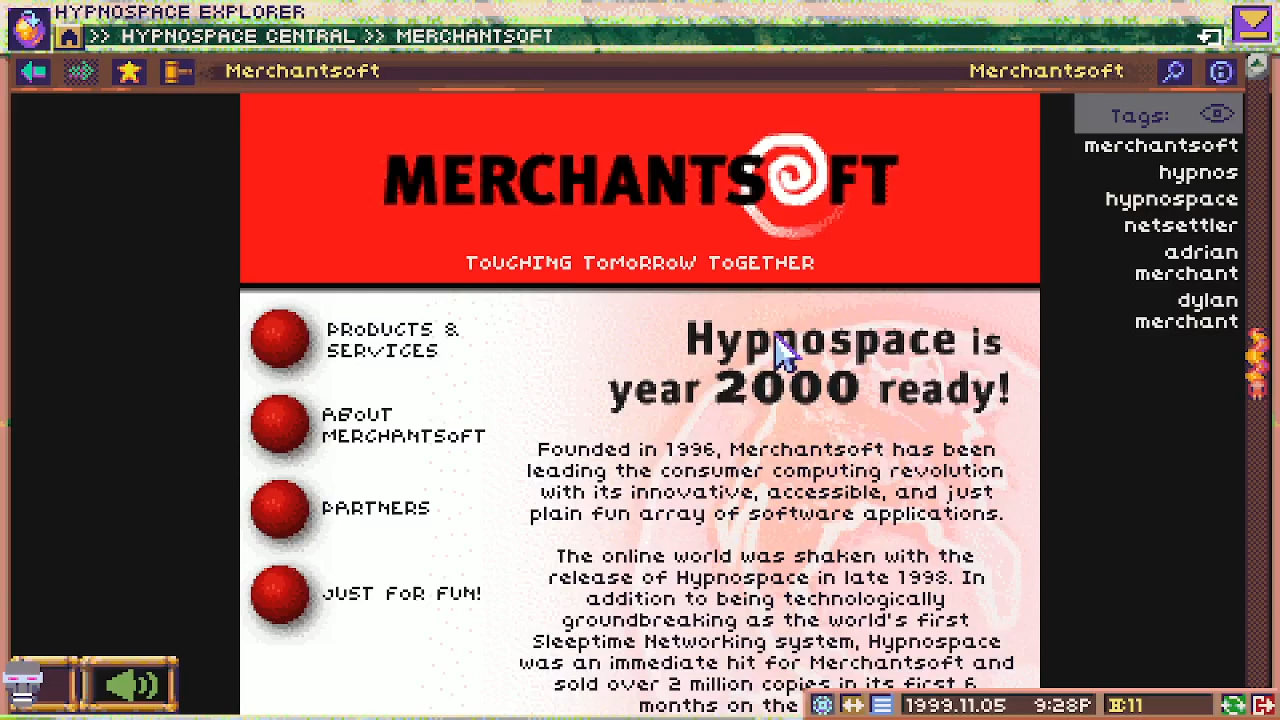 HYPNOSPACE EXPLORER
>> HYPNOSPACE CENTRAL >> MERCHANTSOFT
Merchantsoft
Merchantsoft
Tags:
merchantsoft
hypnos
hypnospace
netsettler
adrian
merchant
dylan
merchant
MERCHANTSOFT
TOUCHING TOMORROW TOGETHER
PRODUCTS &
SERVICES
ABOUT
MERCHANTSOFT
PARTNERS
JUST FOR FUN!
Hypnospace is
year 2000 ready!
Founded in 1996, Merchantsoft has been
leading the consumer computing revolution
with its innovative, accessible, and just
plain fun array of software applications.
The online world was shaken with the
release of Hypnospace in late 1998. In
addition to being technologically
groundbreaking as the world's first
Sleeptime Networking system, Hypnospace
was an immediate hit for Merchantsoft and
sold over 2 million copies in its first 6
months on the
1999.11.05 9:28P
11